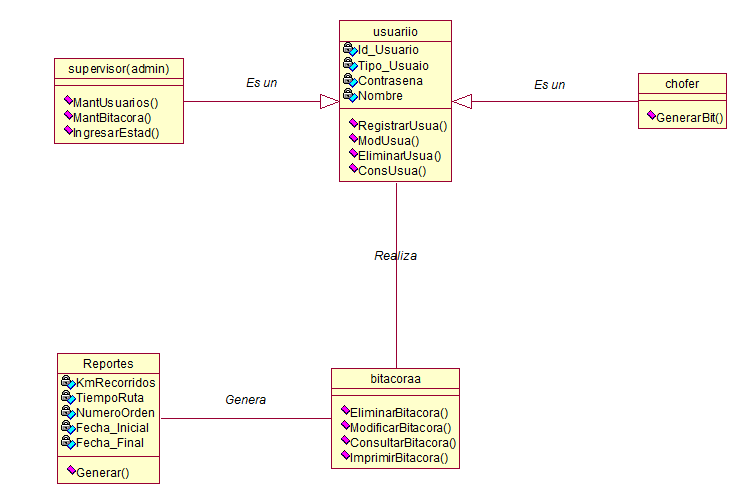 usuariio
Id_Usuario
Tipo_Usuaio
Contrasena
Nombre
RegistrarUsua()
ModUsua()
EliminarUsua()
ConsUsua()
supervisor(admin)
MantUsuarios()
MantBitacora()
IngresarEstad()
Es un
Es un
chofer
GenerarBit()
Realiza
Reportes
KmRecorridos
TiempoRuta
NumeroOrden
Fecha_Inicial
Fecha_Final
Generar()
Genera
bitacoraa
EliminarBitacora()
ModificarBitacora()
ConsultarBitacora()
ImprimirBitacora()